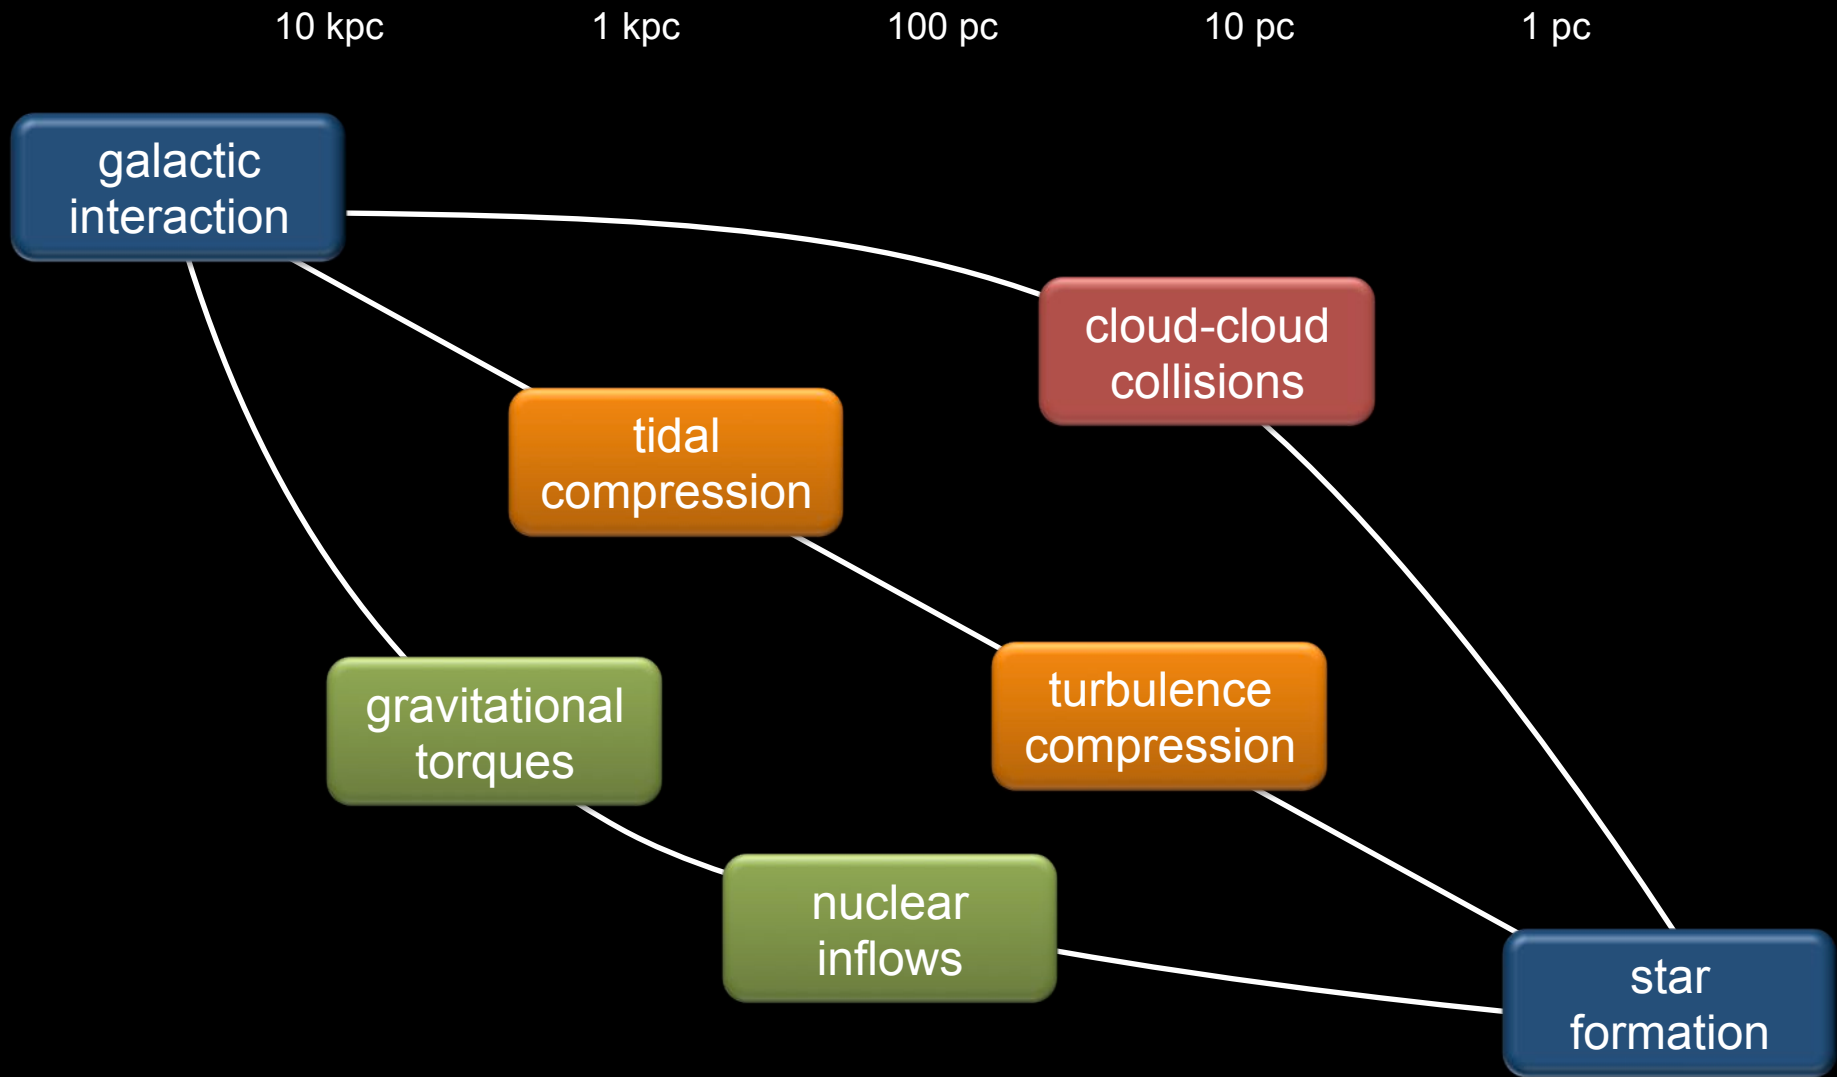 10 kpc
1 kpc
100 pc
10 pc
1 pc
galactic
interaction
cloud-cloud
collisions
tidal
compression
gravitational
torques
turbulence
compression
nuclear
inflows
star
formation